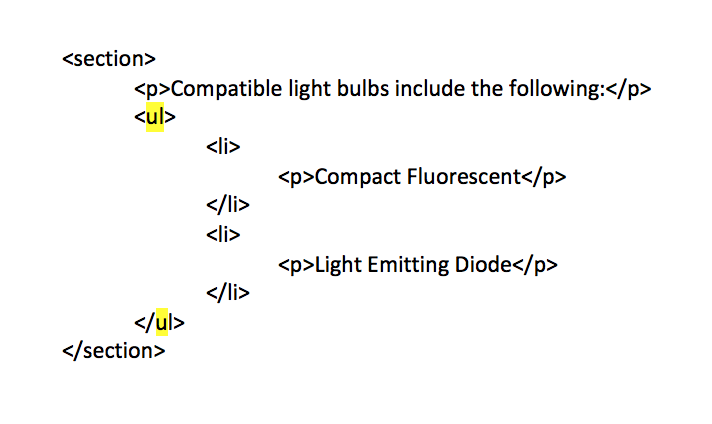 <section>
<p>Compatible light bulbs include the following:</p>
<ul>
<li>
<p>Compact Fluorescent</p>
</li>
<li>
<p>Light Emitting Diode</p>
</li>
</ul>
</section>